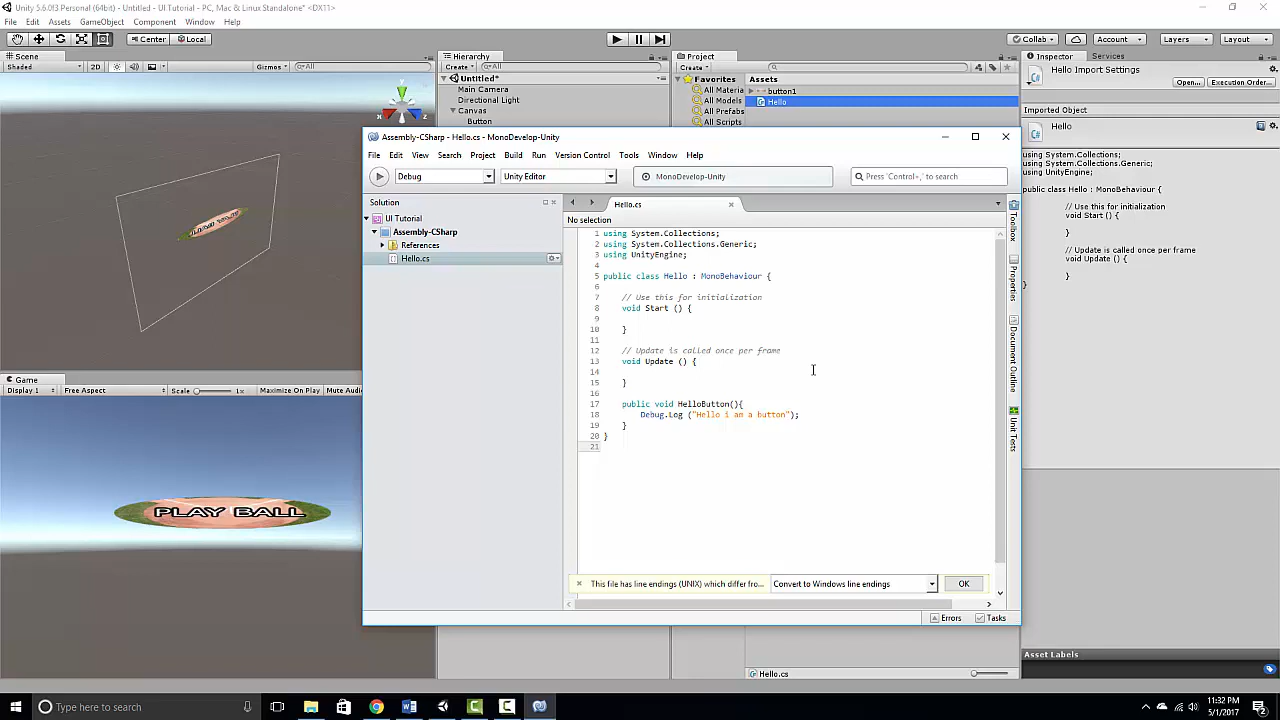 Unity 5.6.0f3 Personal (64bit) - Untitled - UI Tutorial - PC, Mac & Linux Standalone* <DX11>
File Edit Assets GameObject Component Window Help
Center Local
Collab Account Layers Layout
Scene
Shaded 2D Gizmos All
Hierarchy
Create All
Untitled*
Main Camera
Directional Light
Canvas
Button
Project
Create
Favorites
All Materia
All Models
All Prefabs
All Scripts
Assets
button1
Hello
Inspector Services
Hello Import Settings
Open... Execution Order...
Imported Object
Hello
using System.Collections;
using System.Collections.Generic;
using UnityEngine;
public class Hello : MonoBehaviour {
// Use this for initialization
void Start () {
}
// Update is called once per frame
void Update () {
}
}
Assembly-CSharp - Hello.cs - MonoDevelop-Unity
File Edit View Search Project Build Run Version Control Tools Window Help
Debug Unity Editor MonoDevelop-Unity Press 'Control+,' to search
Solution
UI Tutorial
Assembly-CSharp
References
Hello.cs
Hello.cs
No selection
1 using System.Collections;
2 using System.Collections.Generic;
3 using UnityEngine;
4
5 public class Hello : MonoBehaviour {
6
7 // Use this for initialization
8 void Start () {
9
10 }
11
12 // Update is called once per frame
13 void Update () {
14
15 }
16
17 public void HelloButton(){
18 Debug.Log ("Hello i am a button");
19 }
20 }
21
Toolbox
Properties
Document Outline
Unit Tests
This file has line endings (UNIX) which differ fro... Convert to Windows line endings OK
Errors Tasks
Game
Display 1 Free Aspect Scale Maximize On Play Mute Audio
PLAY BALL
Hello.cs
Asset Labels
Type here to search
11:32 PM
5/1/2017